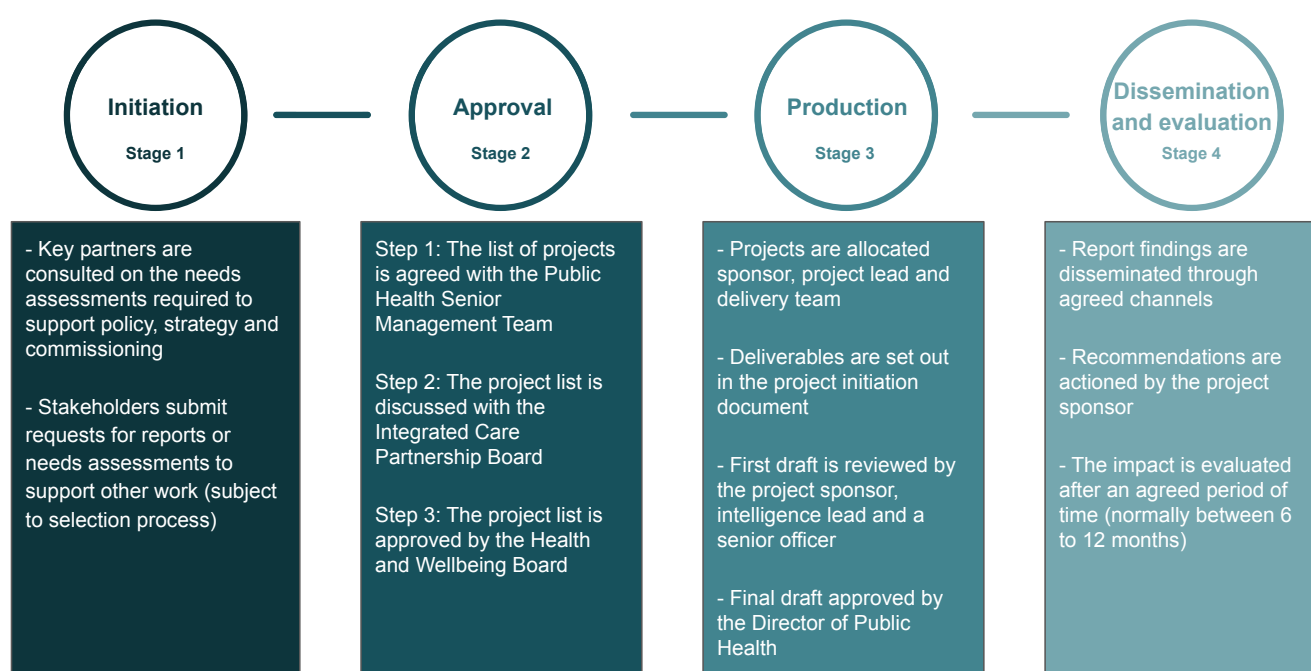 Initiation
Stage 1
Approval
Stage 2
Production
Stage 3
Dissemination
and evaluation
Stage 4
- Key partners are
consulted on the needs
assessments required to
support policy, strategy and
commissioning
- Stakeholders submit
requests for reports or
needs assessments to
support other work (subject
to selection process)
Step 1: The list of projects
is agreed with the Public
Health Senior
Management Team
Step 2: The project list is
discussed with the
Integrated Care
Partnership Board
Step 3: The project list is
approved by the Health
and Wellbeing Board
- Projects are allocated
sponsor, project lead and
delivery team
- Deliverables are set out
in the project initiation
document
- First draft is reviewed by
the project sponsor,
intelligence lead and a
senior officer
- Final draft approved by
the Director of Public
Health
- Report findings are
disseminated through
agreed channels
- Recommendations are
actioned by the project
sponsor
- The impact is evaluated
after an agreed period of
time (normally between 6
to 12 months)